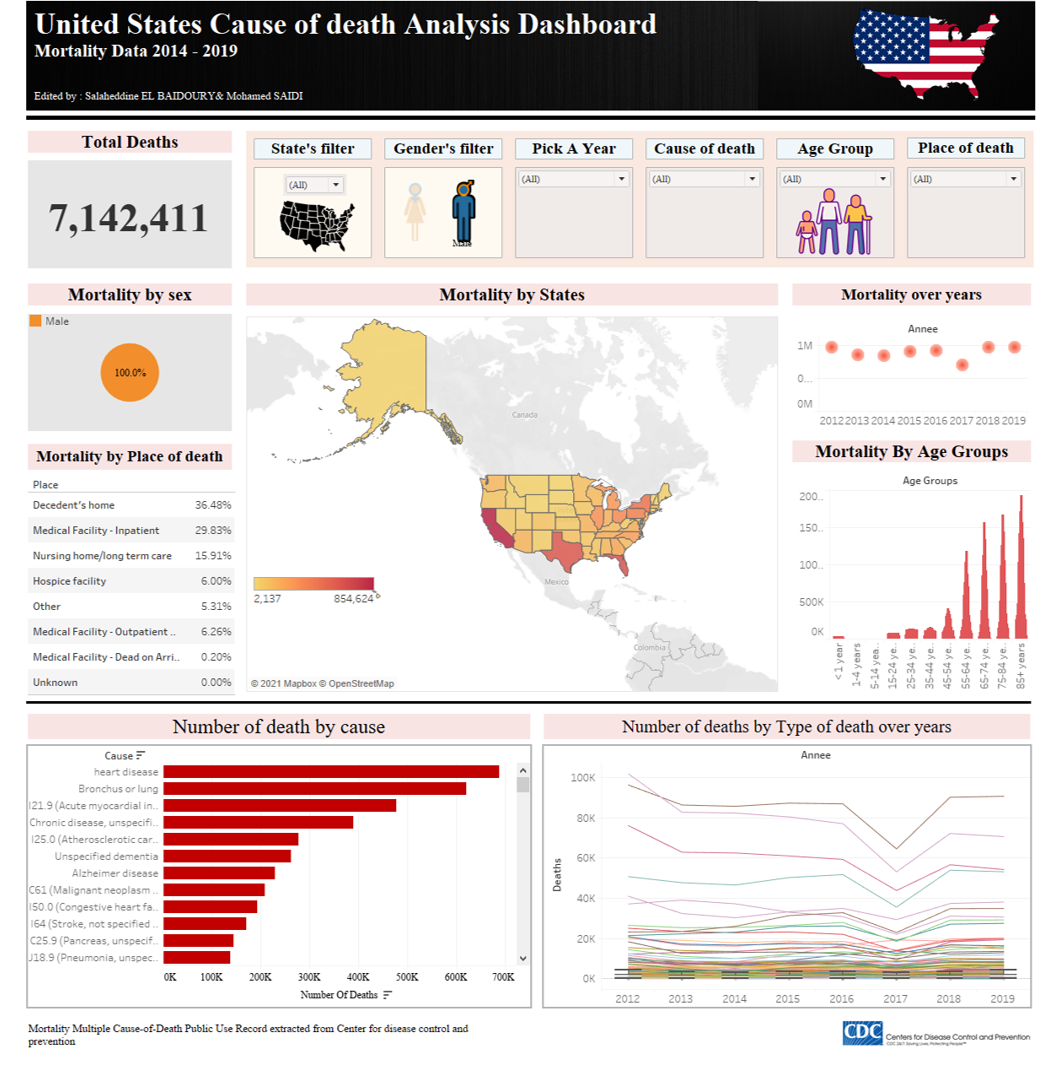 United States Cause of death Analysis Dashboard
Mortality Data 2014 - 2019
Edited by : Salaheddine EL BAIDOURY& Mohamed SAIDI
Total Deaths
7,142,411
State's filter
(All)
Gender's filter
Male
Pick A Year
(All)
Cause of death
(All)
Age Group
(All)
Place of death
(All)
Mortality by sex
Male
100.0%
Mortality by Place of death
Place
Decedent's home 36.48%
Medical Facility - Inpatient 29.83%
Nursing home/long term care 15.91%
Hospice facility 6.00%
Other 5.31%
Medical Facility - Outpatient .. 6.26%
Medical Facility - Dead on Arri.. 0.20%
Unknown 0.00%
Mortality by States
Canada
Mexico
Colombia
2,137 854,624
© 2021 Mapbox © OpenStreetMap
Mortality over years
Annee
1M
0...
0M
2012 2013 2014 2015 2016 2017 2018 2019
Mortality By Age Groups
Age Groups
200..
150..
100..
500K
0K
< 1 year
1-4 years
5-14 yea..
15-24 ye..
25-34 ye..
35-44 ye..
45-54 ye..
55-64 ye..
65-74 ye..
75-84 ye..
85+ years
Number of death by cause
Cause
heart disease
Bronchus or lung
I21.9 (Acute myocardial in..
Chronic disease, unspecifi..
I25.0 (Atherosclerotic car..
Unspecified dementia
Alzheimer disease
C61 (Malignant neoplasm ..
I50.0 (Congestive heart fa..
I64 (Stroke, not specified ..
C25.9 (Pancreas, unspecif..
J18.9 (Pneumonia, unspec..
0K 100K 200K 300K 400K 500K 600K 700K
Number Of Deaths
Number of deaths by Type of death over years
Annee
Deaths
100K
80K
60K
40K
20K
0K
2012 2013 2014 2015 2016 2017 2018 2019
Mortality Multiple Cause-of-Death Public Use Record extracted from Center for disease control and
prevention
CDC
Centers for Disease Control and Prevention
CDC 24/7: Saving Lives, Protecting People™